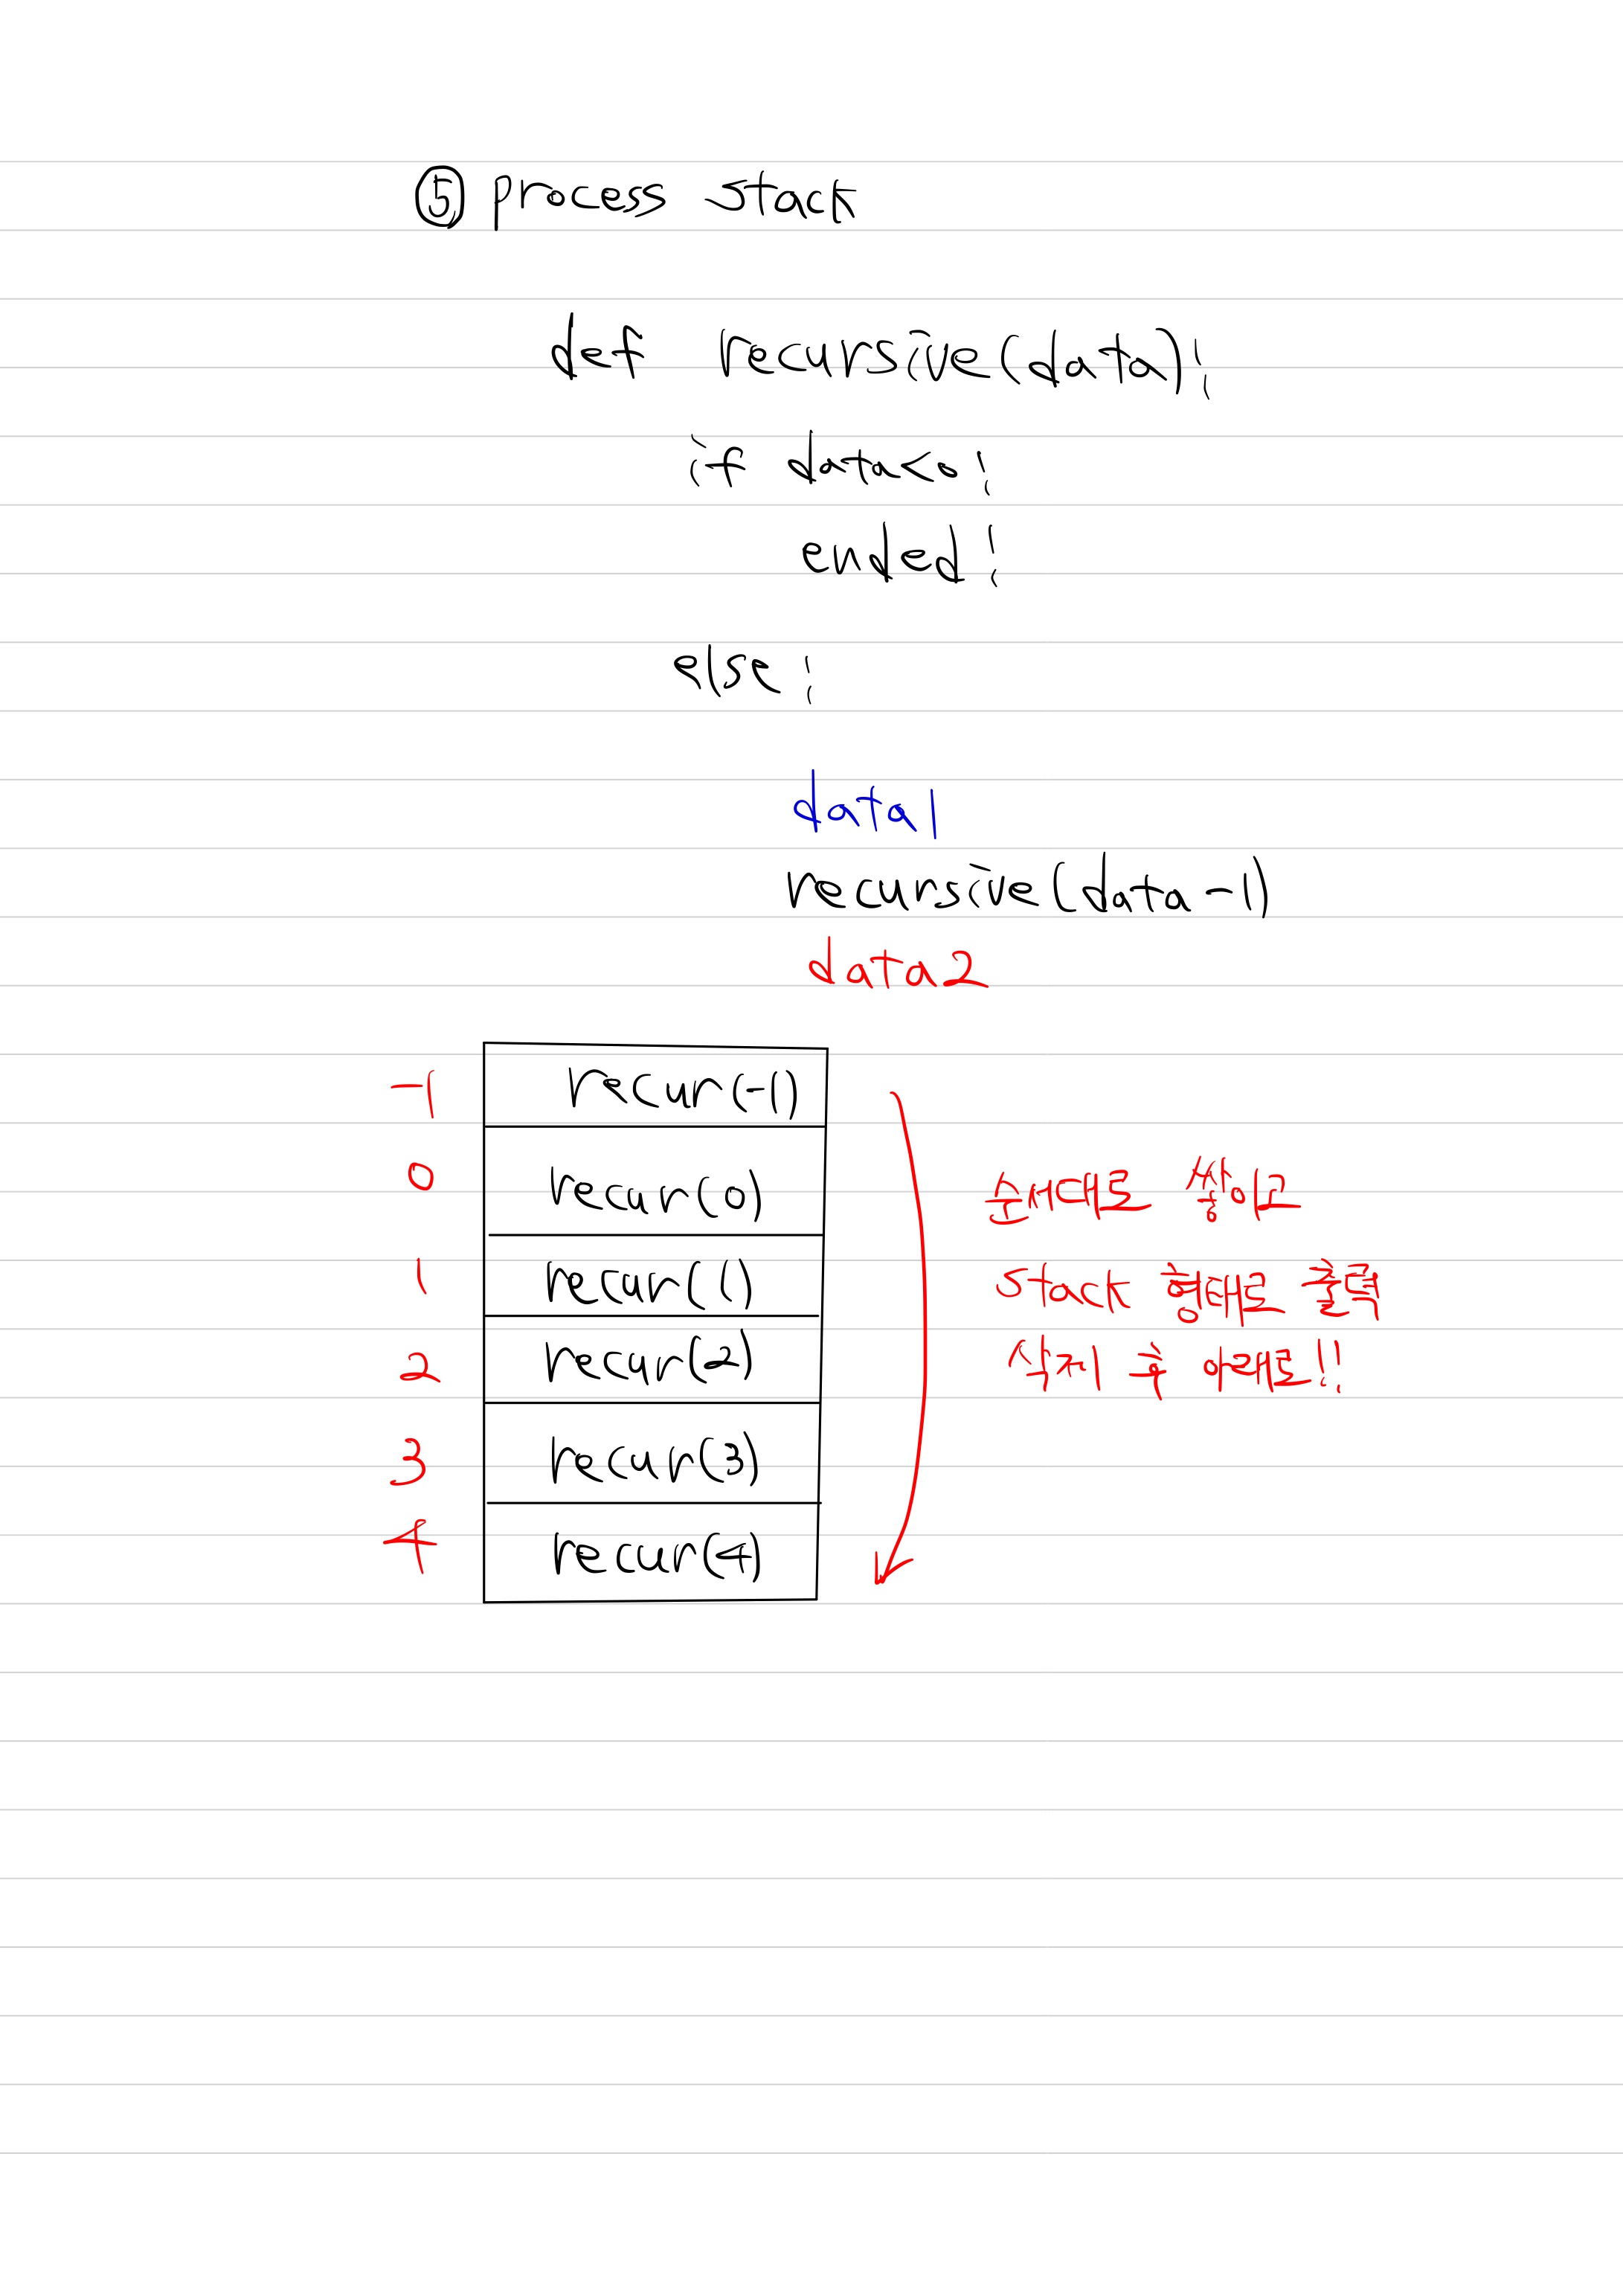 ⑤ process stack
def recursive(data):
if data<0:
ended!
else:
data1
recursive(data-1)
data2
-1 recur(-1)
0 recur(0)
1 recur(1)
2 recur(2)
3 recur(3)
4 recur(4)
순서대로 쌓이고
stack 형태로 출력
삭제 후 아래로!!